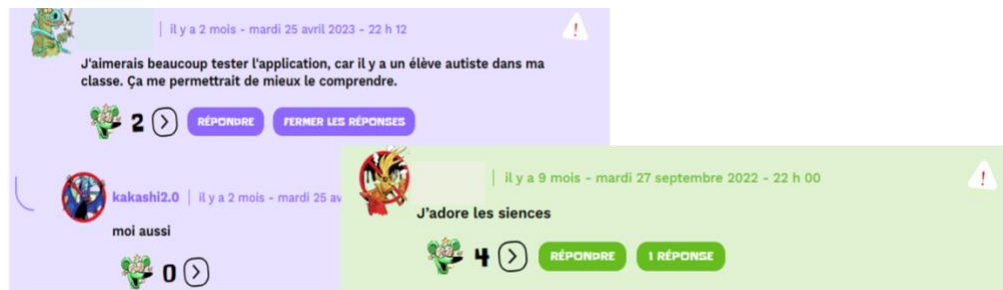 il y a 2 mois - mardi 25 avril 2023 - 22 h 12
J'aimerais beaucoup tester l'application, car il y a un élève autiste dans ma
classe. Ça me permettrait de mieux le comprendre.
2 RÉPONDRE FERMER LES RÉPONSES
kakashi2.0 | il y a 2 mois - mardi 25 av
moi aussi
0
il y a 9 mois - mardi 27 septembre 2022 - 22 h 00
J'adore les siences
4 RÉPONDRE 1 RÉPONSE